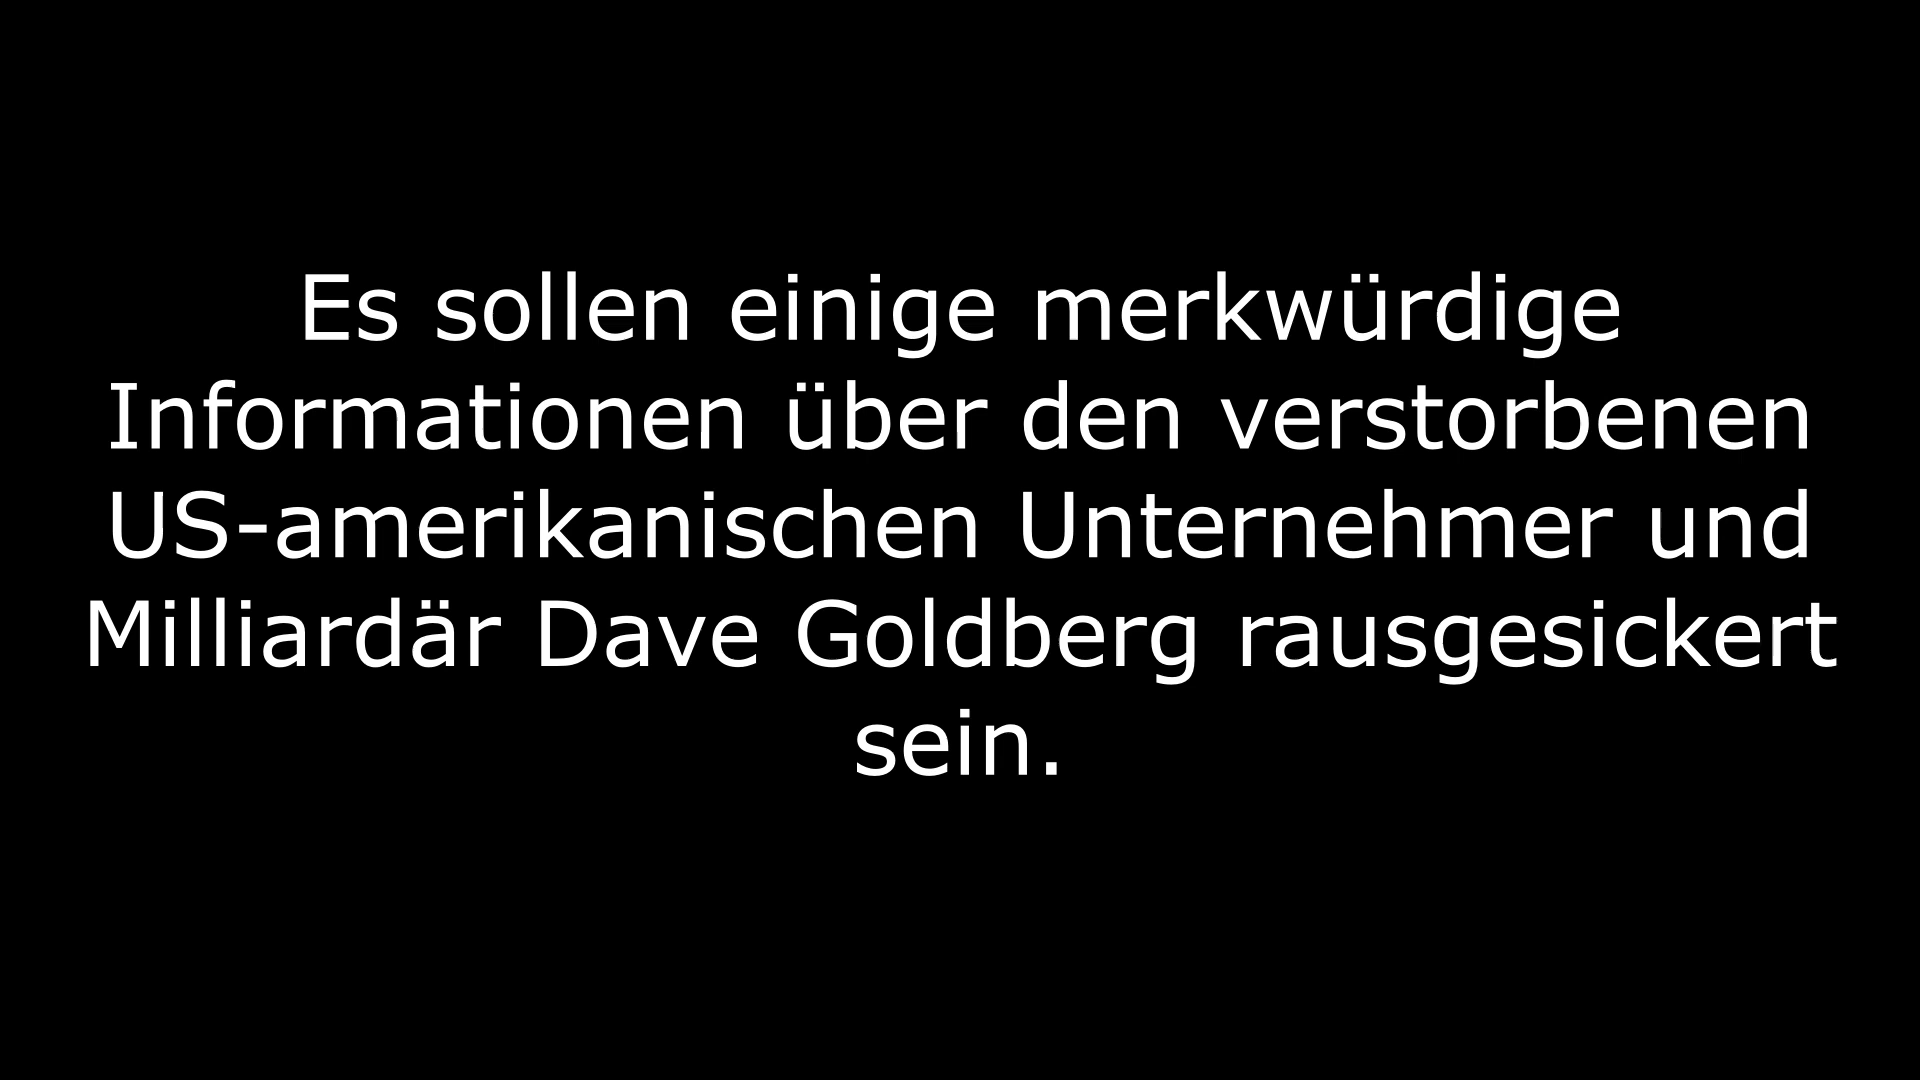 Es sollen einige merkwürdige
Informationen über den verstorbenen
US-amerikanischen Unternehmer und
Milliardär Dave Goldberg rausgesickert
sein.